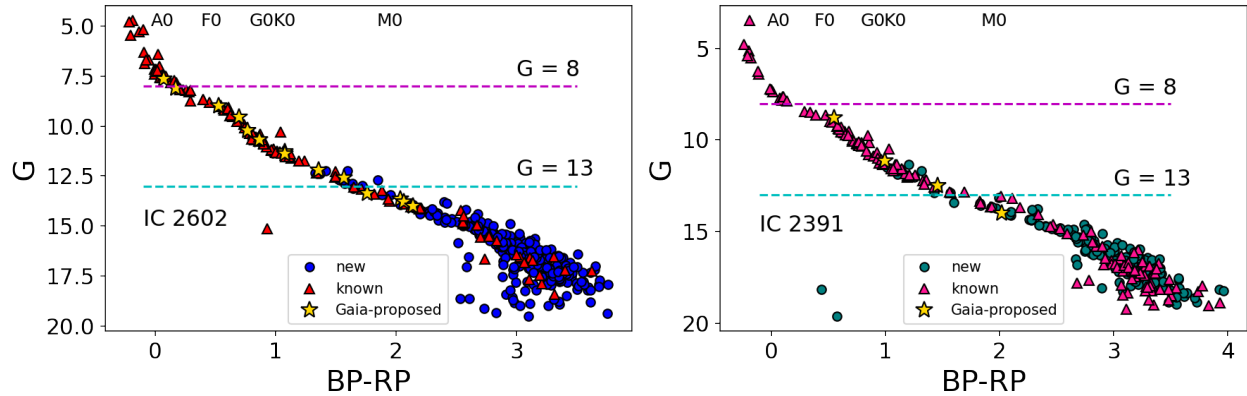 A0 F0 G0K0 M0
5.0
7.5
10.0
12.5
15.0
17.5
20.0
G
G = 8
G = 13
IC 2602
new
known
Gaia-proposed
0 1 2 3
BP-RP
A0 F0 G0K0 M0
5
10
15
20
G
G = 8
G = 13
IC 2391
new
known
Gaia-proposed
0 1 2 3 4
BP-RP